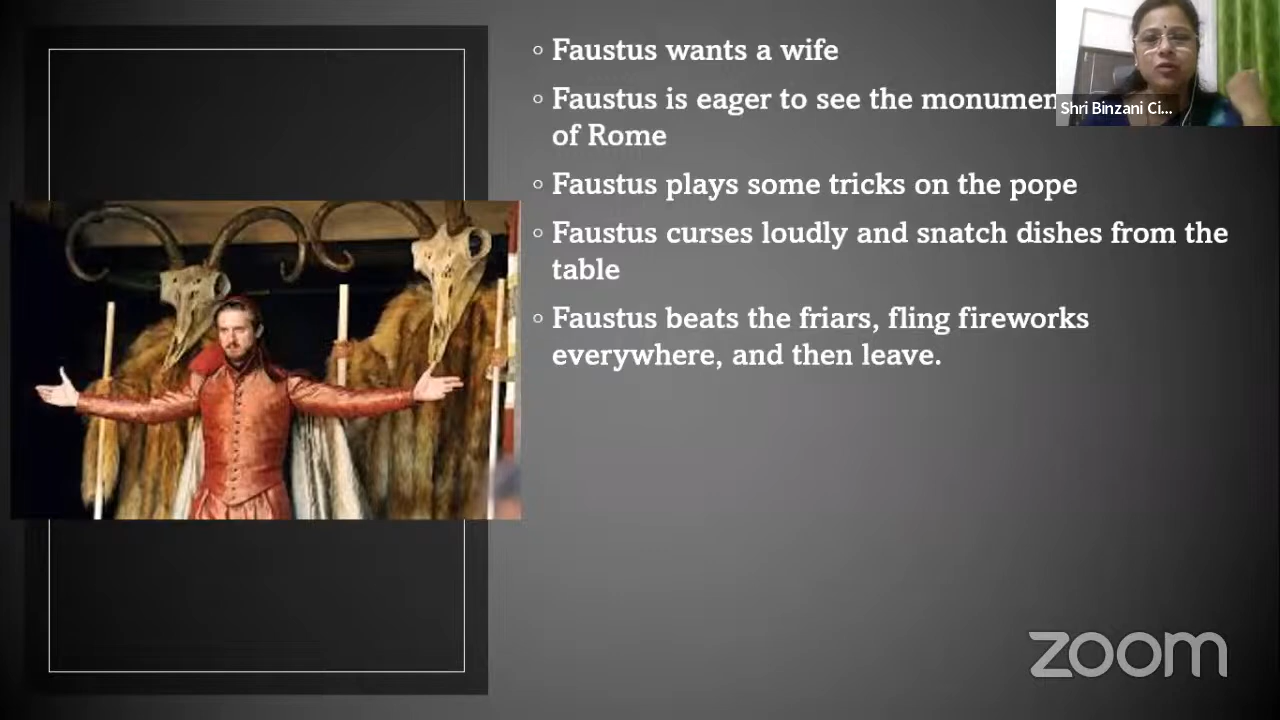 Faustus wants a wife
Faustus is eager to see the
of Rome
Faustus plays some tricks on the pope
Faustus curses loudly and snatch dishes from the
table
Faustus beats the friars, fling fireworks
everywhere, and then leave.
Shri Binzani Ci...
zoom